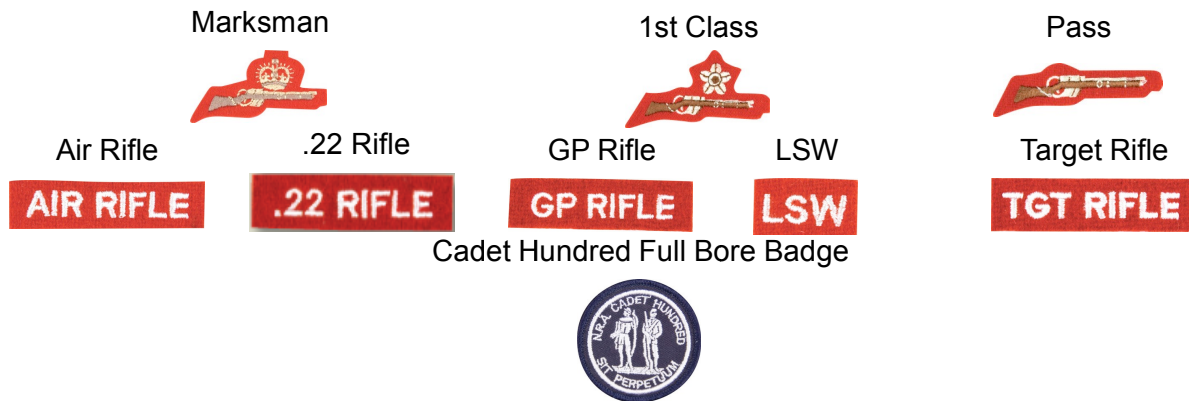 Marksman 1st Class Pass
Air Rifle .22 Rifle GP Rifle LSW Target Rifle
AIR RIFLE .22 RIFLE GP RIFLE LSW TGT RIFLE
Cadet Hundred Full Bore Badge
N.R.A. CADET HUNDRED
SIT PERPETUUM